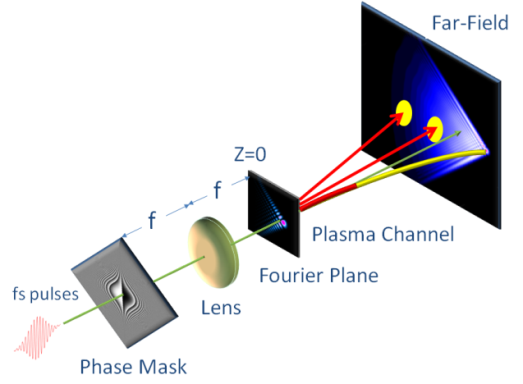 Far-Field
Z=0
f
f
Plasma Channel
Fourier Plane
Lens
fs pulses
Phase Mask